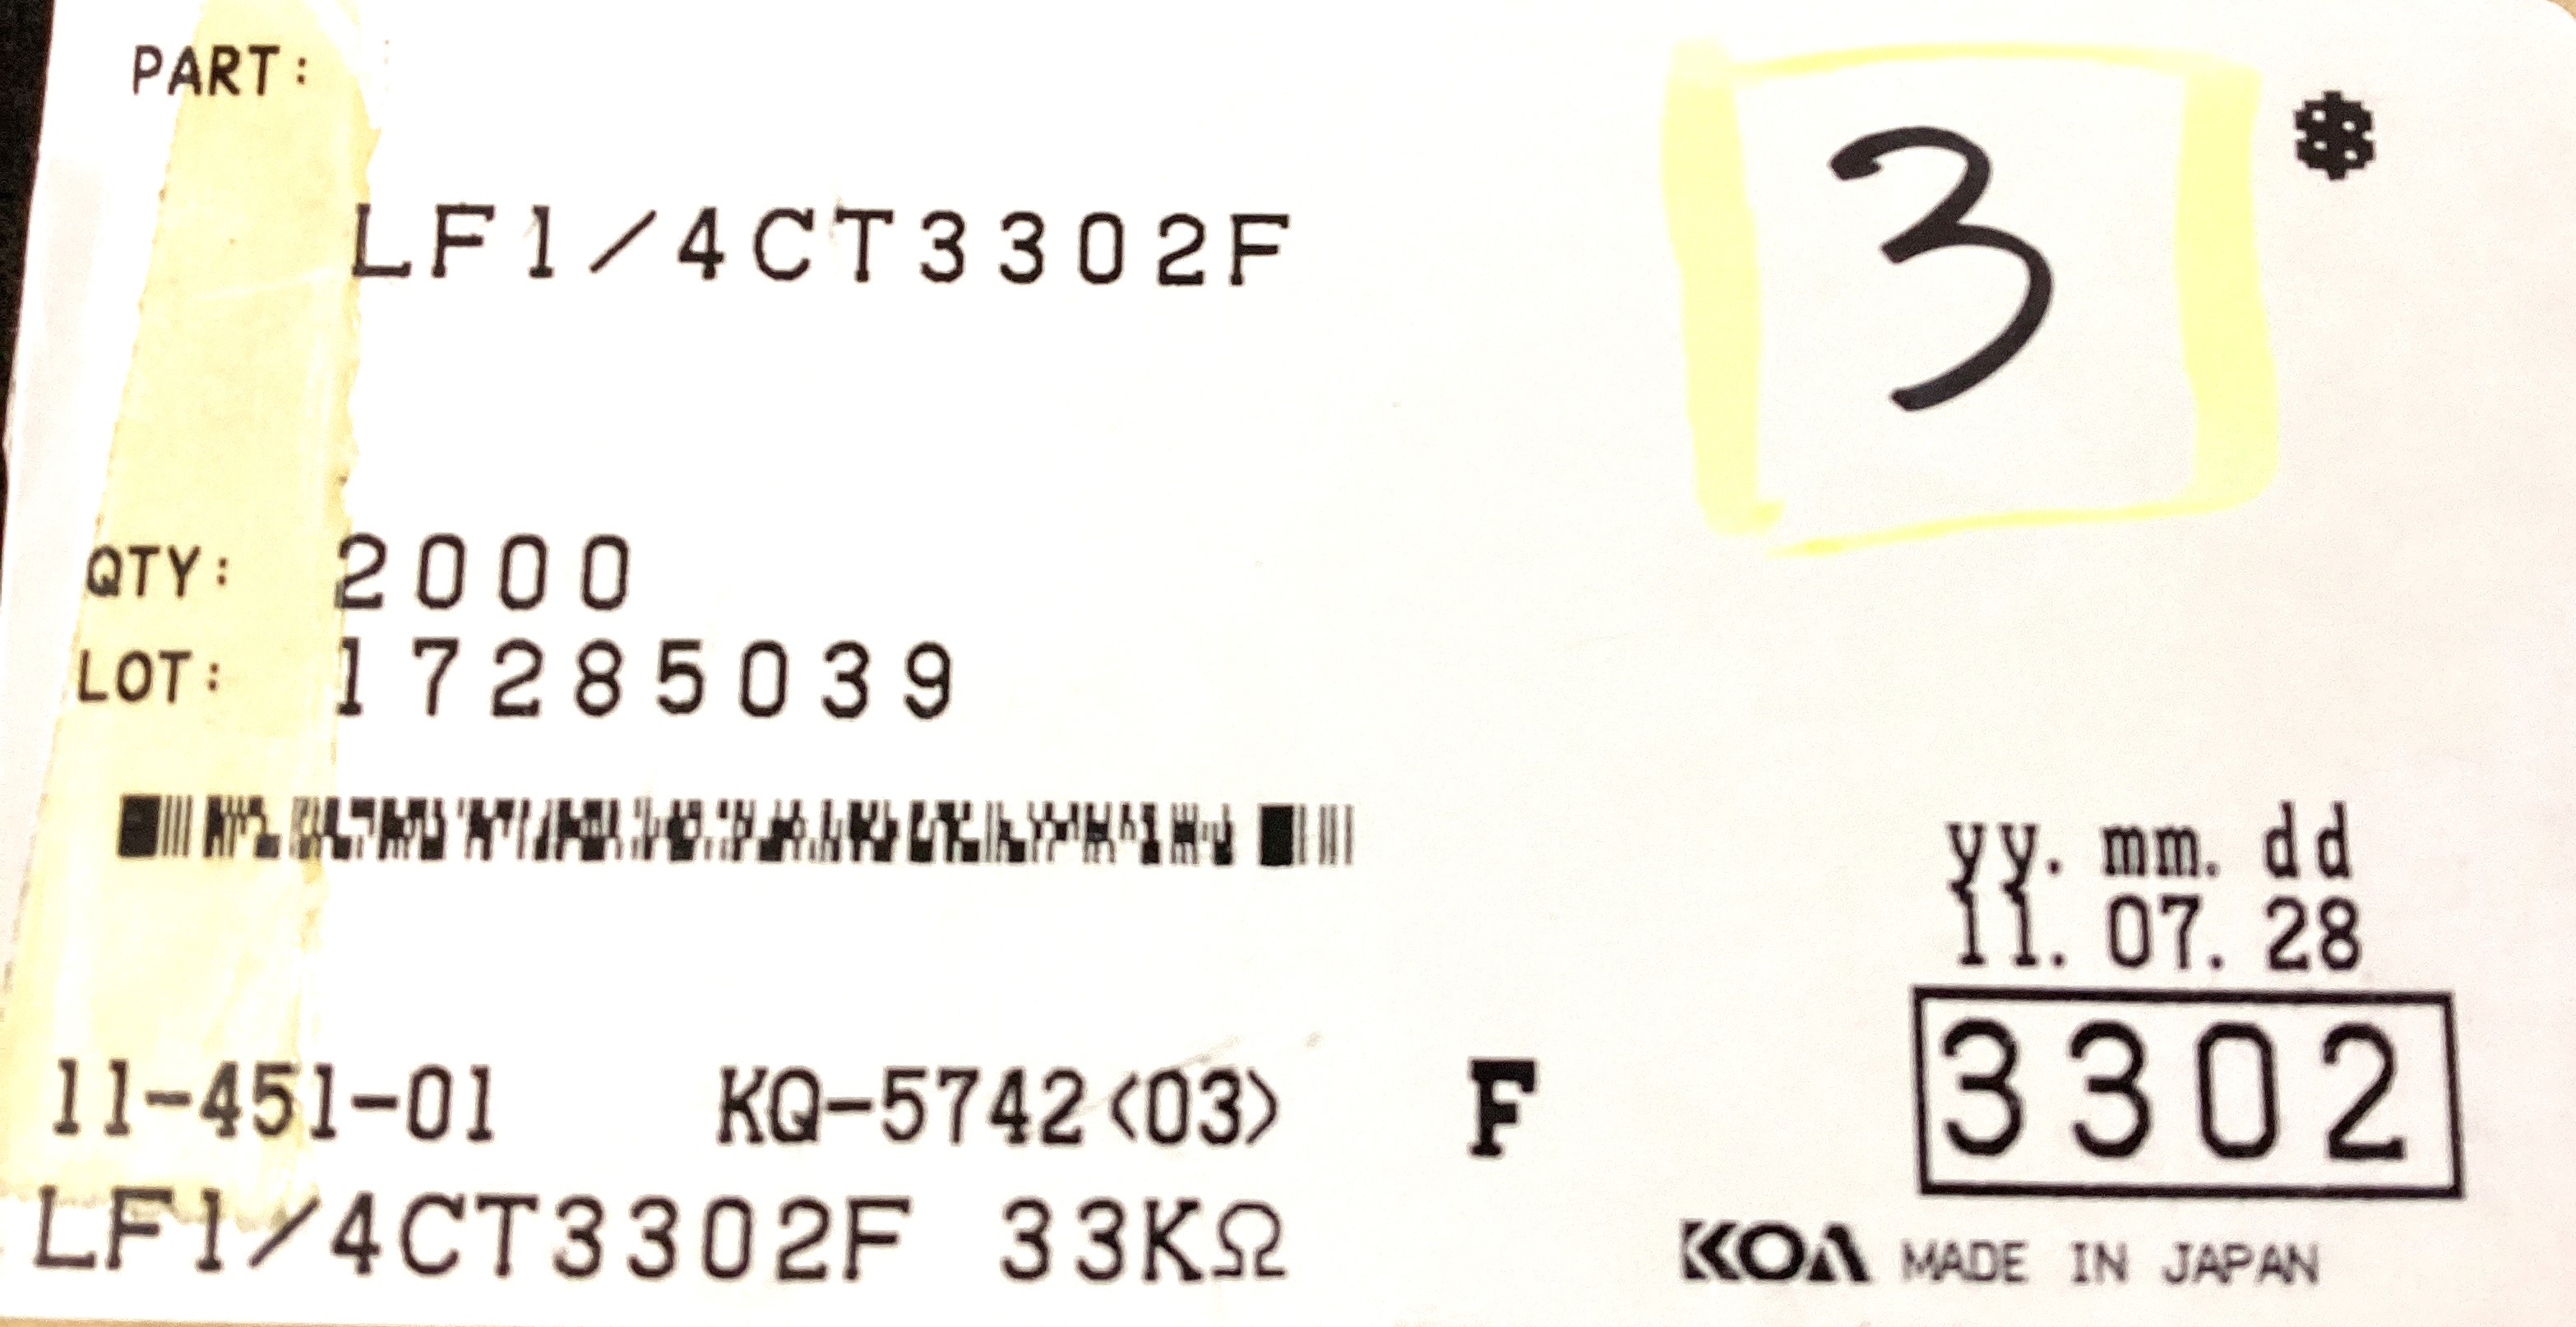 PART:
3
*
LF1/4CT3302F
QTY: 2000
LOT: 17285039
yy. mm. dd
11. 07. 28
3302
11-451-01 KQ-5742<03> F
LF1/4CT3302F 33KΩ
KOA MADE IN JAPAN